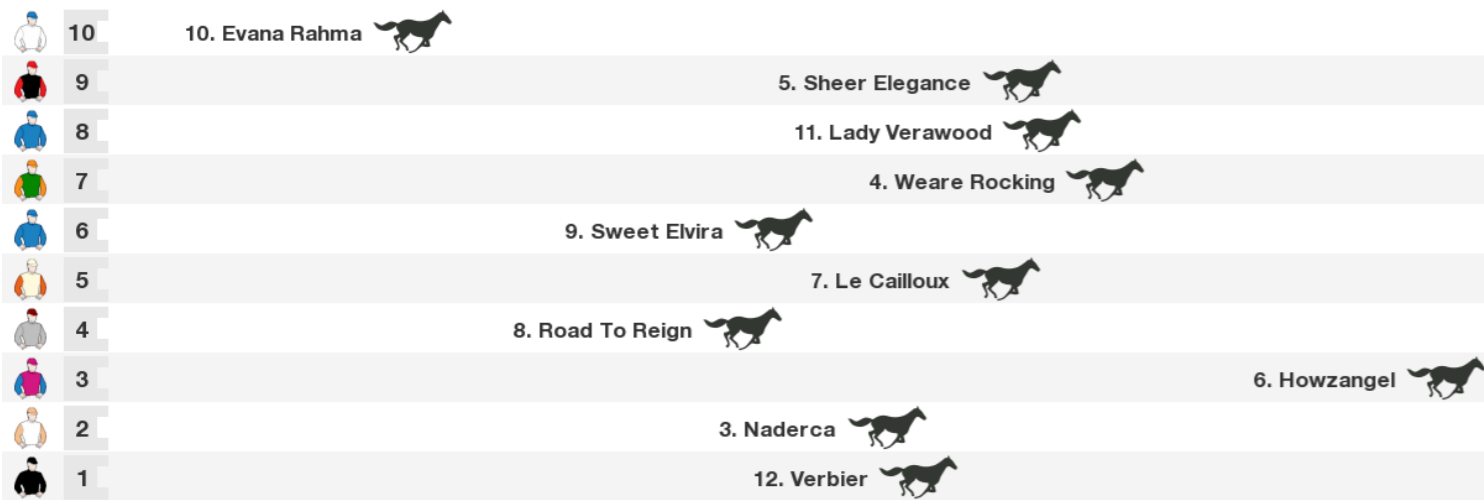 10 10. Evana Rahma
9 5. Sheer Elegance
8 11. Lady Verawood
7 4. Weare Rocking
6 9. Sweet Elvira
5 7. Le Cailloux
4 8. Road To Reign
3 6. Howzangel
2 3. Naderca
1 12. Verbier